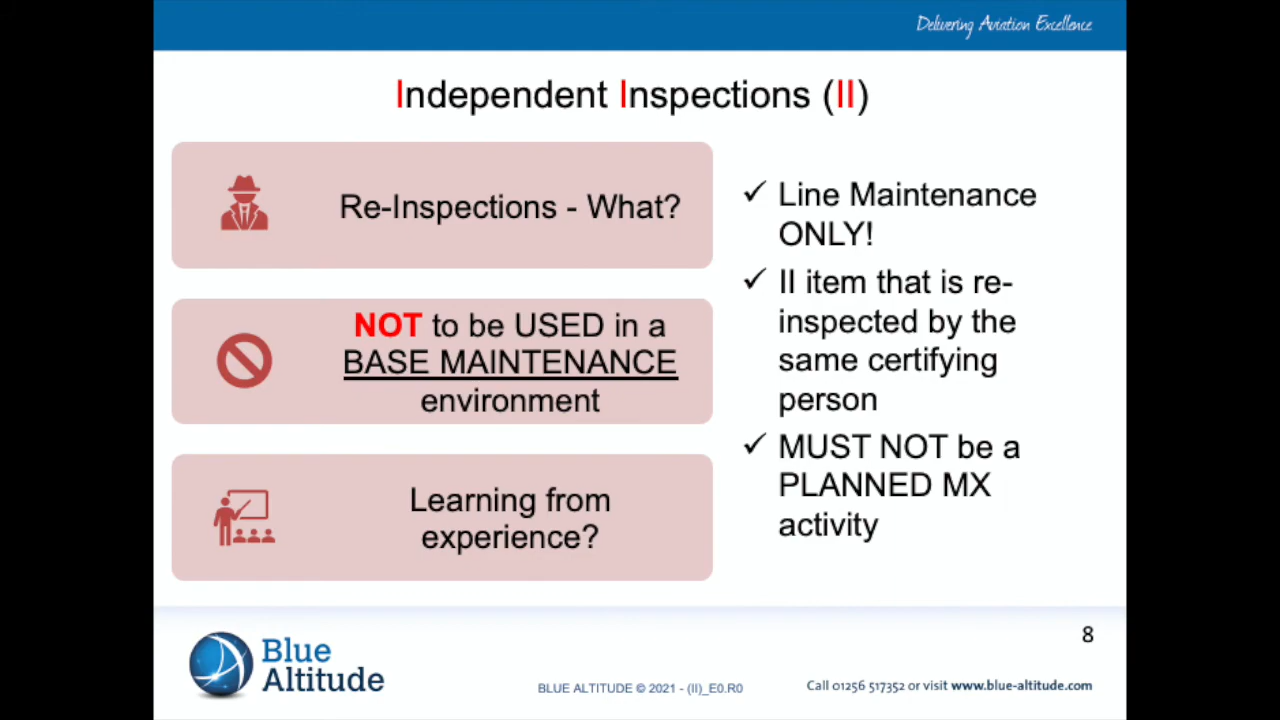 Delivering Aviation Excellence
Independent Inspections (II)
Re-Inspections - What?
NOT to be USED in a
BASE MAINTENANCE
environment
Learning from
experience?
✓ Line Maintenance
ONLY!
✓ II item that is re-
inspected by the
same certifying
person
✓ MUST NOT be a
PLANNED MX
activity
8
Blue
Altitude
BLUE ALTITUDE © 2021 - (II)_E0.R0
Call 01256 517352 or visit www.blue-altitude.com